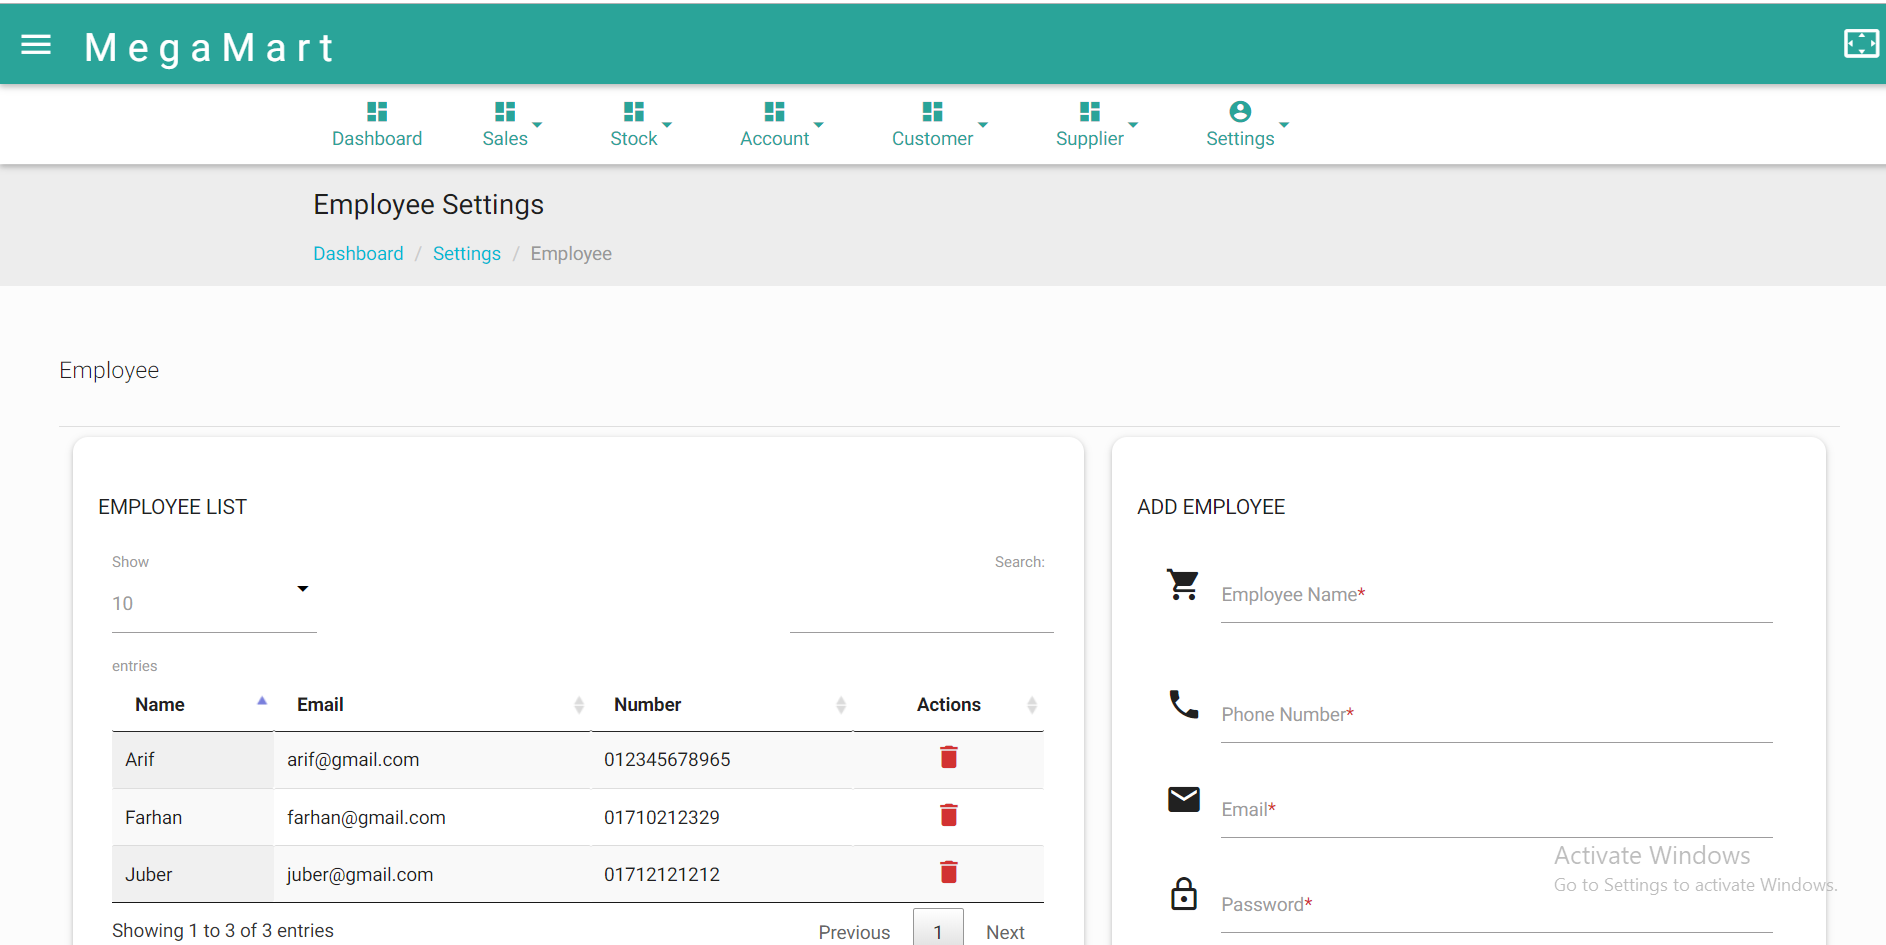 MegaMart
Dashboard Sales Stock Account Customer Supplier Settings
Employee Settings
Dashboard / Settings / Employee
Employee
EMPLOYEE LIST
Show
10
Search:
entries
Name Email Number Actions
Arif arif@gmail.com 012345678965
Farhan farhan@gmail.com 01710212329
Juber juber@gmail.com 01712121212
Showing 1 to 3 of 3 entries
Previous 1 Next
ADD EMPLOYEE
Employee Name*
Phone Number*
Email*
Password*
Activate Windows
Go to Settings to activate Windows.